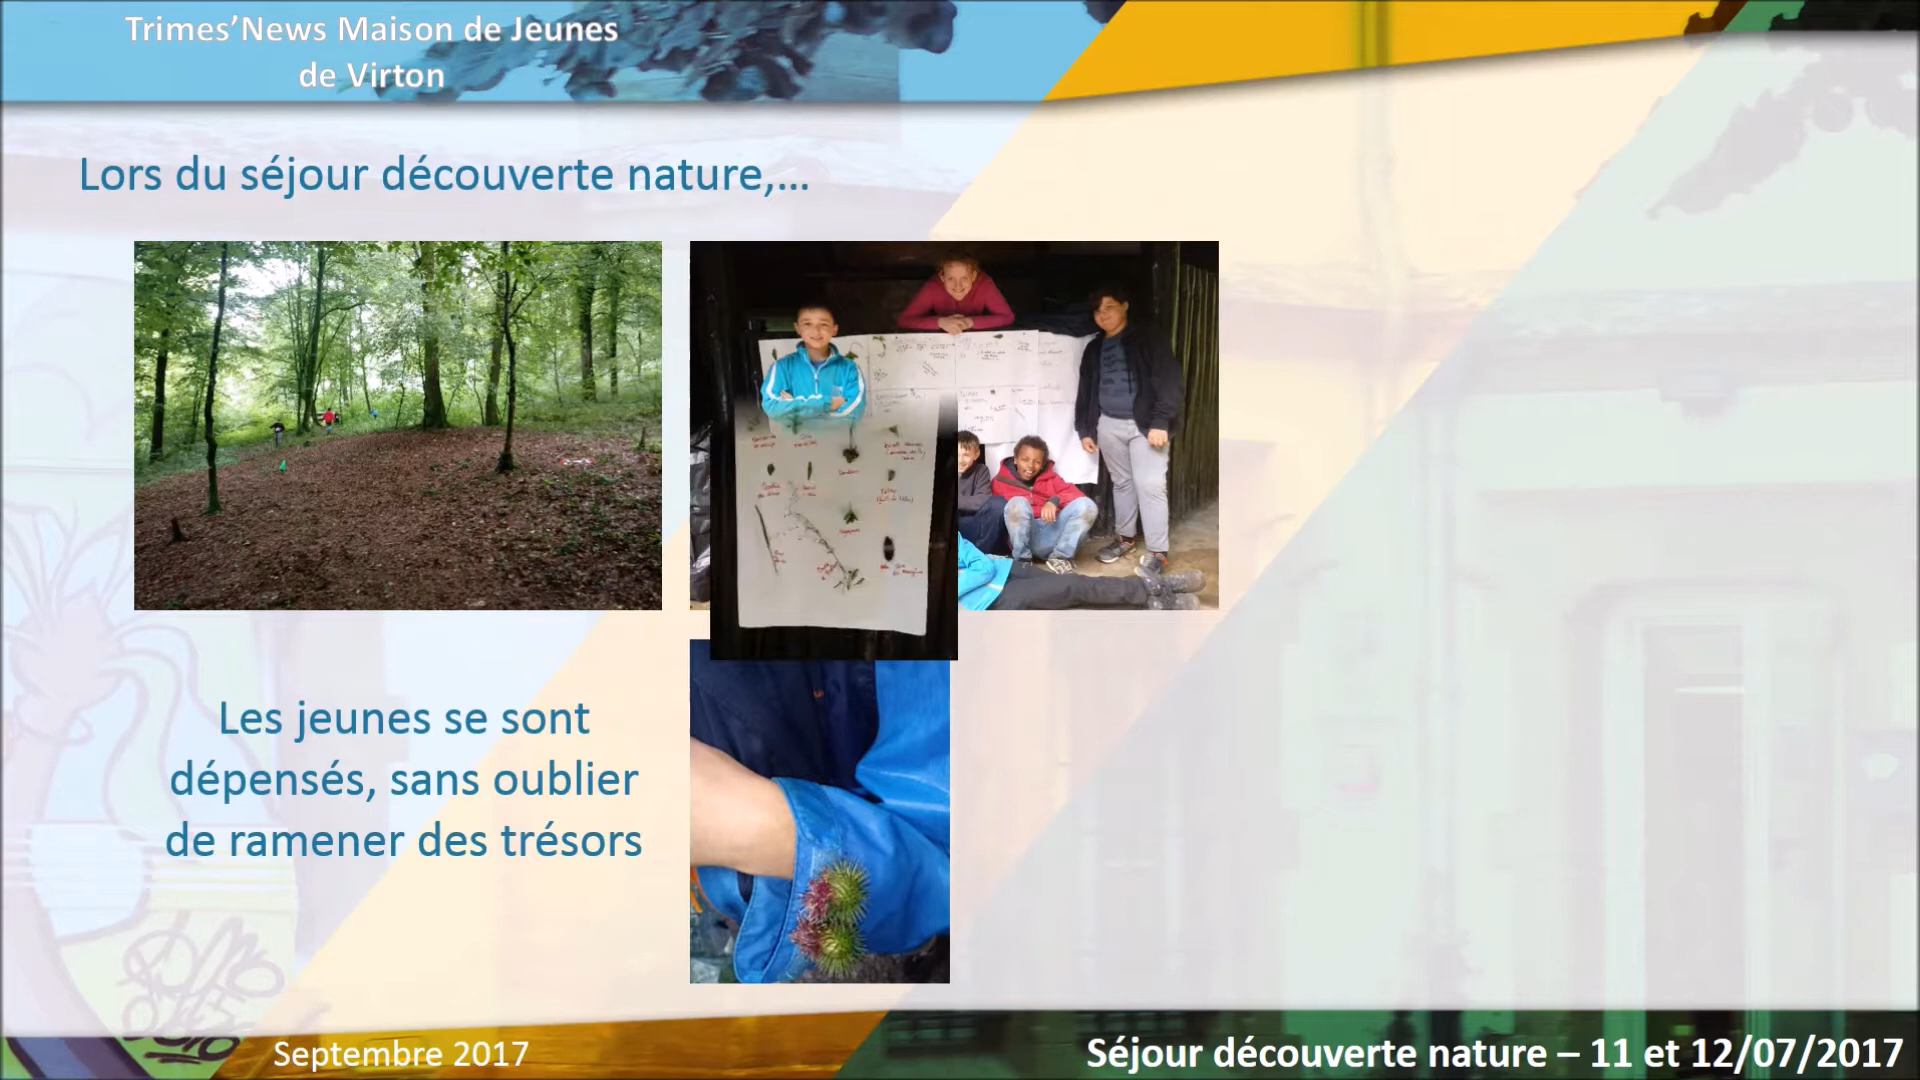 Trimes’News Maison de Jeunes
de Virton
Lors du séjour découverte nature,...
Les jeunes se sont
dépensés, sans oublier
de ramener des trésors
Septembre 2017
Séjour découverte nature – 11 et 12/07/2017